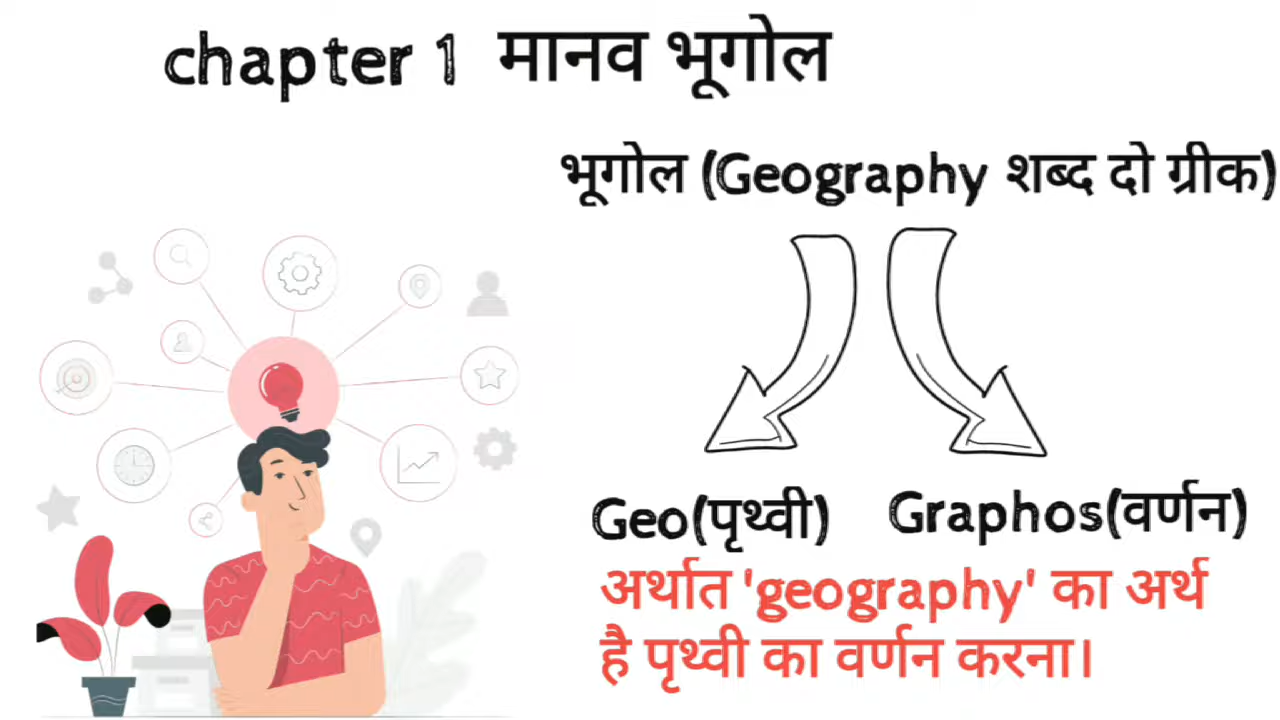 chapter 1 मानव भूगोल
भूगोल (Geography शब्द दो ग्रीक)
Geo(पृथ्वी) Graphos(वर्णन)
अर्थात 'geography' का अर्थ
है पृथ्वी का वर्णन करना।